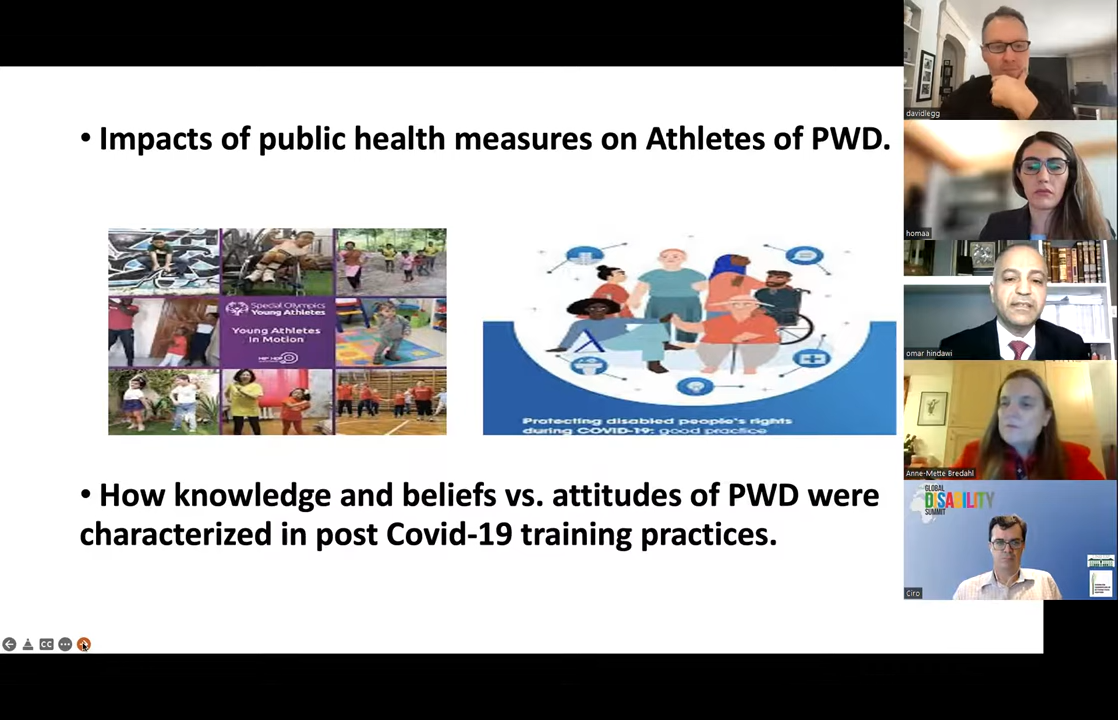 • Impacts of public health measures on Athletes of PWD.
Special Olympics
Young Athletes
Young Athletes
In Motion
Protecting disabled people's rights
during COVID-19: good practice
• How knowledge and beliefs vs. attitudes of PWD were
characterized in post Covid-19 training practices.
CC
davidlegg
homaa
omar hindawi
Anne-Mette Bredahl
GLOBAL
DISABILITY
SUMMIT
Ciro